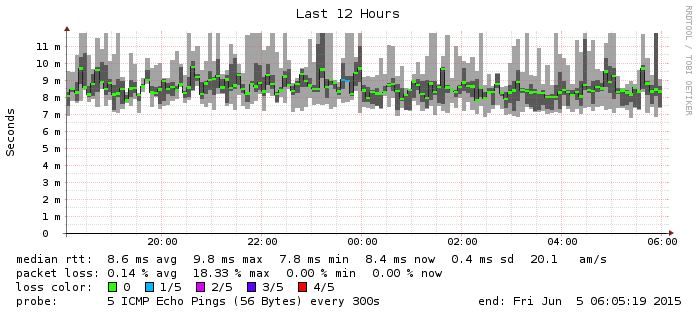 Last 12 Hours
RRDTOOL / TOBI OETIKER
Seconds
11 m
10 m
9 m
8 m
7 m
6 m
5 m
4 m
3 m
2 m
1 m
0
20:00 22:00 00:00 02:00 04:00 06:00
median rtt: 8.6 ms avg 9.8 ms max 7.8 ms min 8.4 ms now 0.4 ms sd 20.1 am/s
packet loss: 0.14 % avg 18.33 % max 0.00 % min 0.00 % now
loss color: 0 1/5 2/5 3/5 4/5
probe: 5 ICMP Echo Pings (56 Bytes) every 300s end: Fri Jun 5 06:05:19 2015